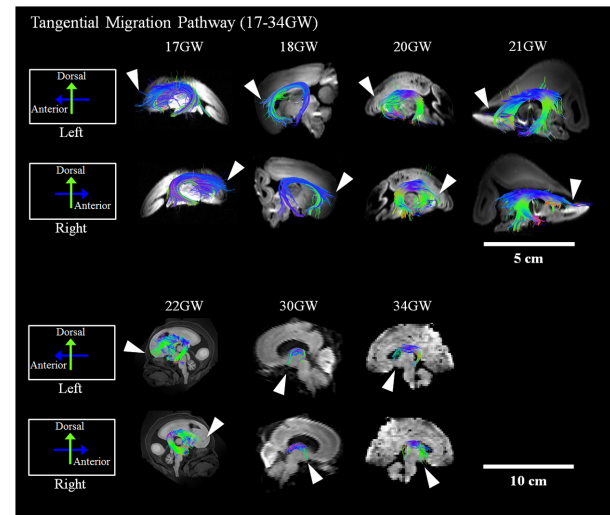 Tangential Migration Pathway (17-34GW)
17GW 18GW 20GW 21GW
Dorsal
Anterior
Left
Dorsal
Anterior
Right
5 cm
22GW 30GW 34GW
Dorsal
Anterior
Left
Dorsal
Anterior
Right
10 cm